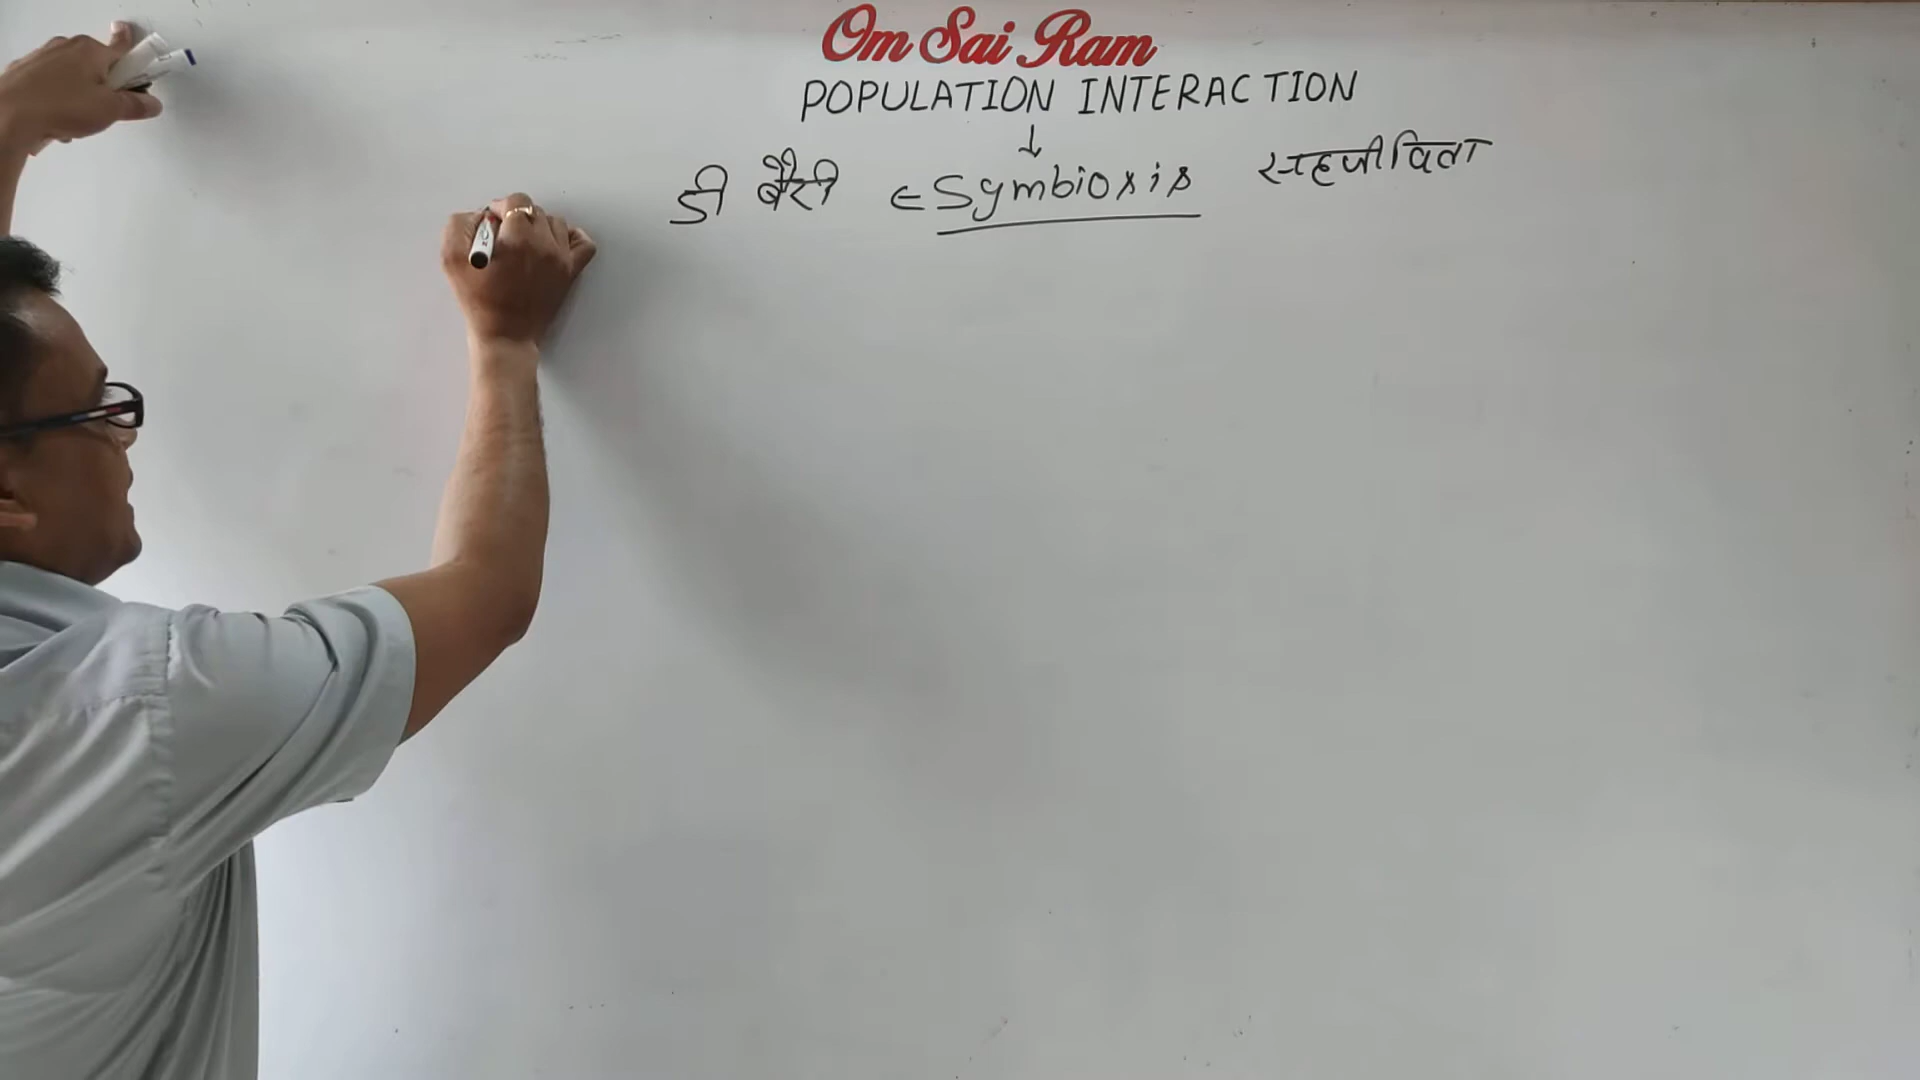 Om Sai Ram
POPULATION INTERACTION
↓
डी बैरी ← Symbiosis सहजीविता